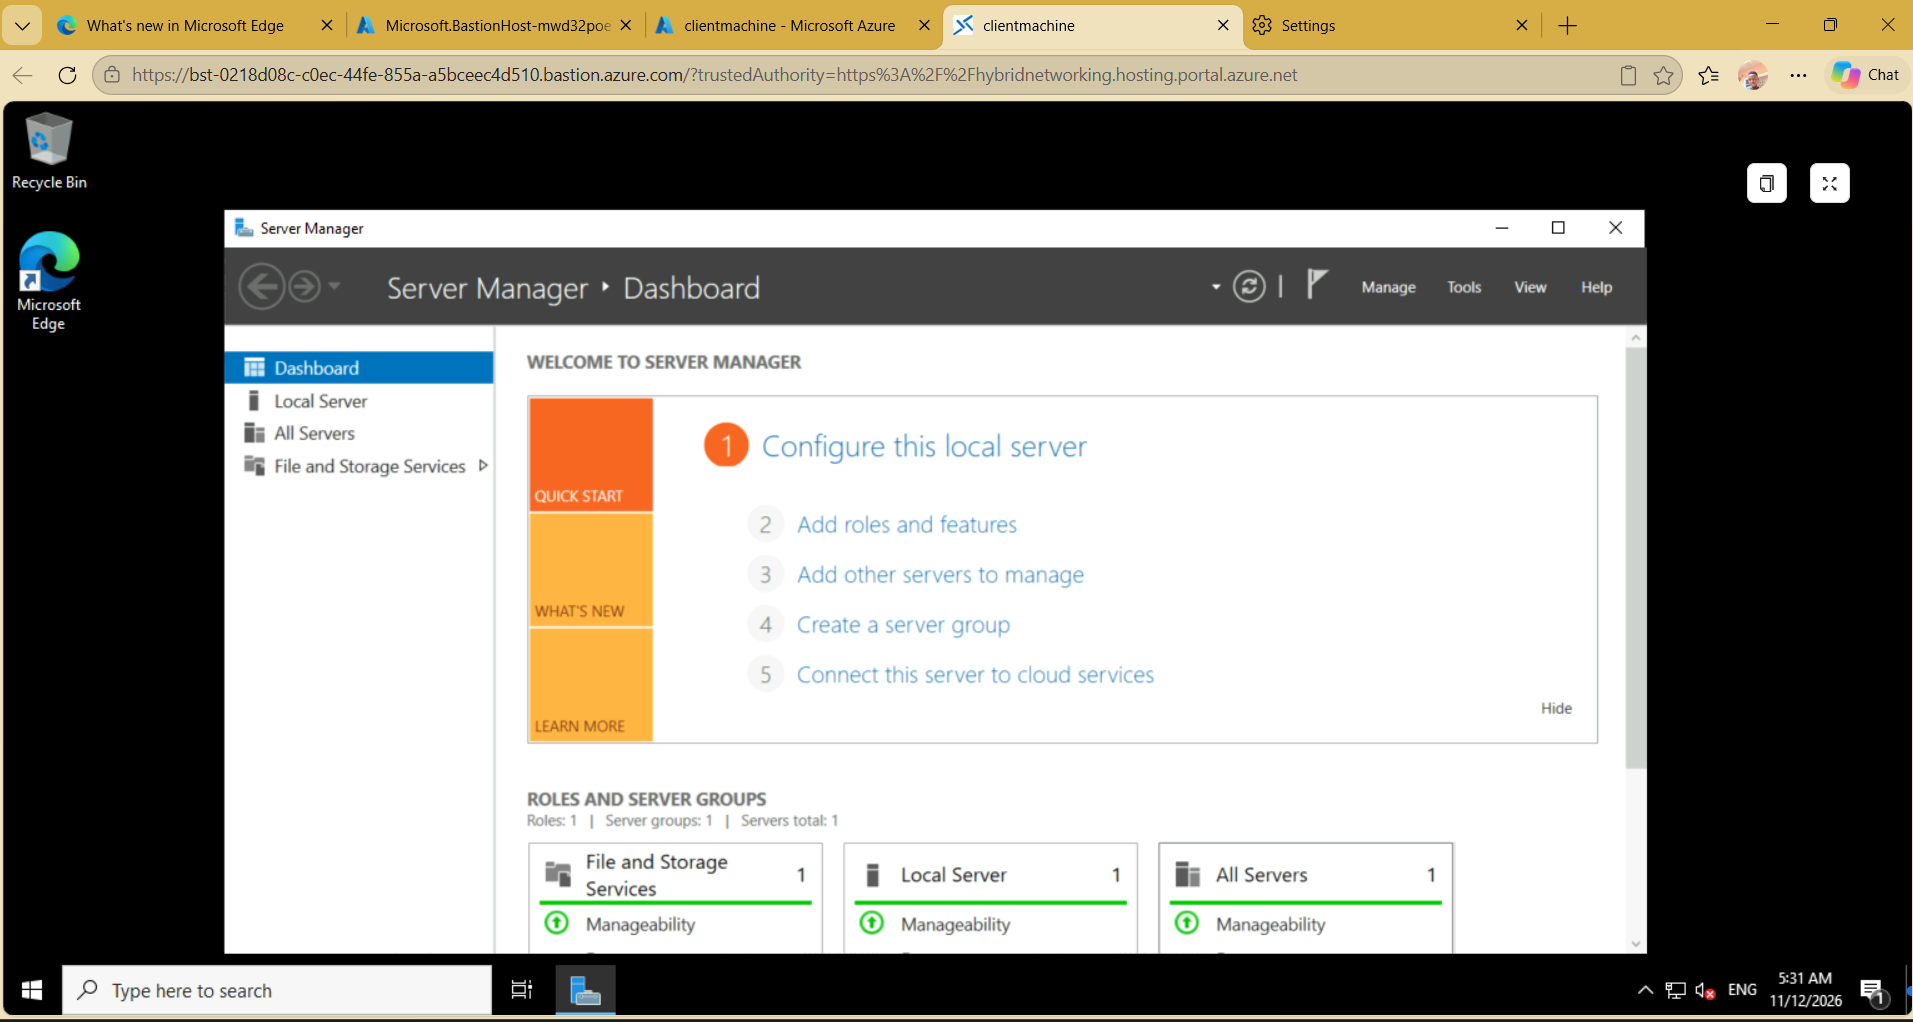 What's new in Microsoft Edge
Microsoft.BastionHost-mwd32poe
clientmachine - Microsoft Azure
clientmachine
Settings
https://bst-0218d08c-c0ec-44fe-855a-a5bceec4d510.bastion.azure.com/?trustedAuthority=https%3A%2F%2Fhybridnetworking.hosting.portal.azure.net
Chat
Recycle Bin
Microsoft
Edge
Server Manager
Server Manager Dashboard
Manage
Tools
View
Help
Dashboard
Local Server
All Servers
File and Storage Services
WELCOME TO SERVER MANAGER
QUICK START
WHAT'S NEW
LEARN MORE
1 Configure this local server
2 Add roles and features
3 Add other servers to manage
4 Create a server group
5 Connect this server to cloud services
Hide
ROLES AND SERVER GROUPS
Roles: 1 | Server groups: 1 | Servers total: 1
File and Storage
Services
1
Manageability
Local Server 1
Manageability
All Servers 1
Manageability
Type here to search
ENG
5:31 AM
11/12/2026
1